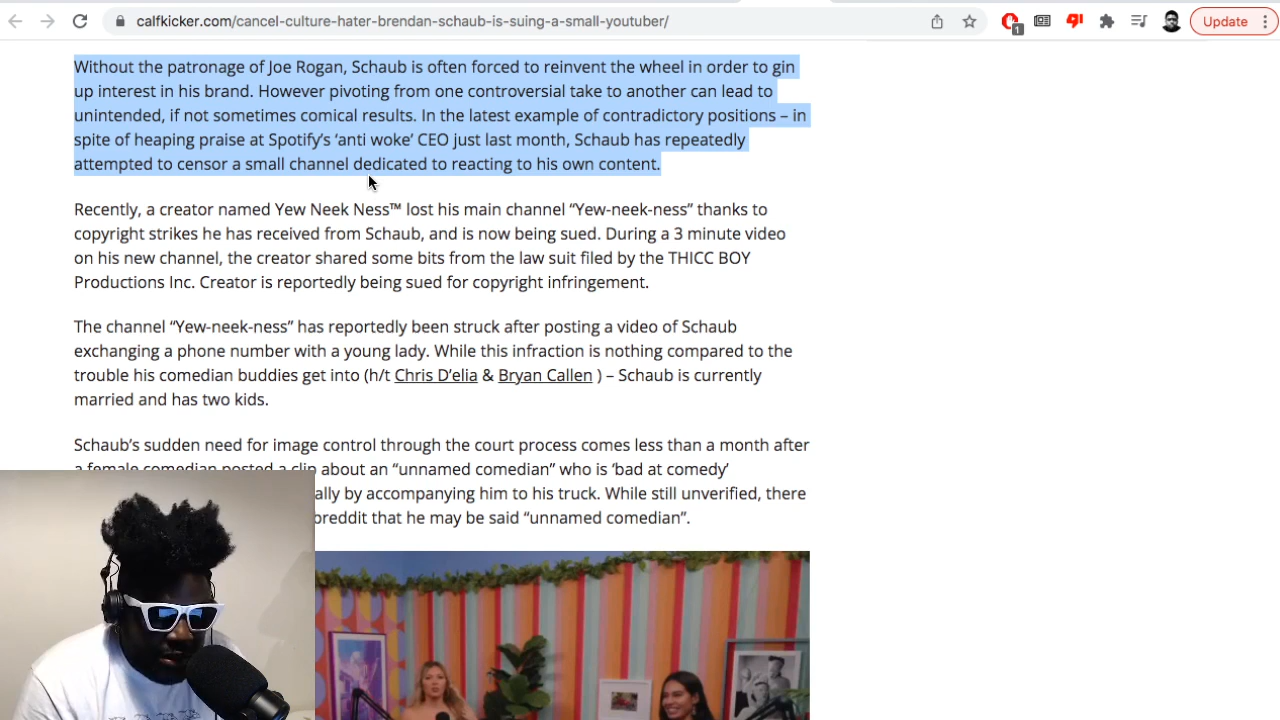 calfkicker.com/cancel-culture-hater-brendan-schaub-is-suing-a-small-youtuber/
1
Update
Without the patronage of Joe Rogan, Schaub is often forced to reinvent the wheel in order to gin
up interest in his brand. However pivoting from one controversial take to another can lead to
unintended, if not sometimes comical results. In the latest example of contradictory positions – in
spite of heaping praise at Spotify’s ‘anti woke’ CEO just last month, Schaub has repeatedly
attempted to censor a small channel dedicated to reacting to his own content.
Recently, a creator named Yew Neek Ness™ lost his main channel “Yew-neek-ness” thanks to
copyright strikes he has received from Schaub, and is now being sued. During a 3 minute video
on his new channel, the creator shared some bits from the law suit filed by the THICC BOY
Productions Inc. Creator is reportedly being sued for copyright infringement.
The channel “Yew-neek-ness” has reportedly been struck after posting a video of Schaub
exchanging a phone number with a young lady. While this infraction is nothing compared to the
trouble his comedian buddies get into (h/t Chris D’elia & Bryan Callen ) – Schaub is currently
married and has two kids.
Schaub’s sudden need for image control through the court process comes less than a month after
a female comedian posted a clip about an “unnamed comedian” who is ‘bad at comedy’
ally by accompanying him to his truck. While still unverified, there
breddit that he may be said “unnamed comedian”.